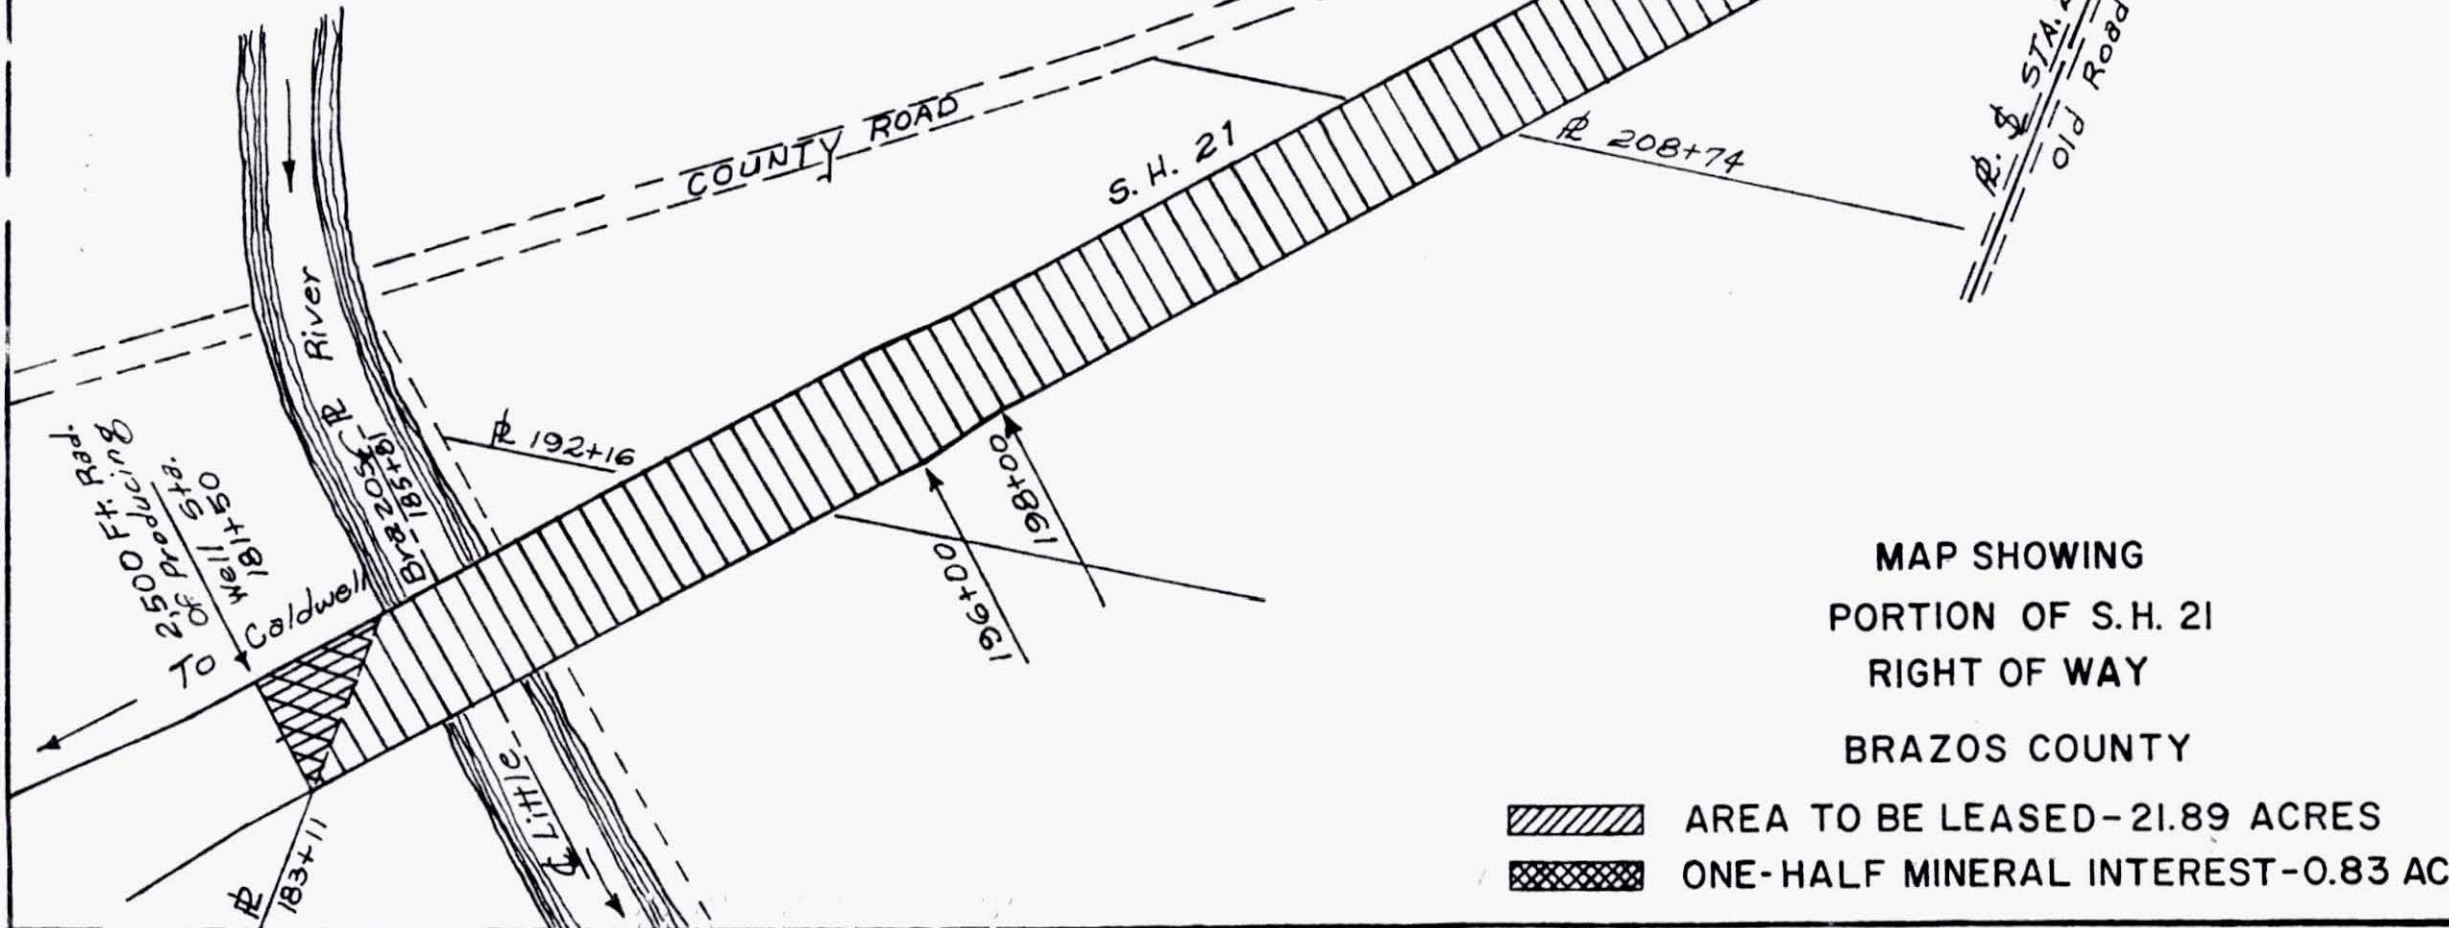 COUNTY ROAD
S. H. 21
℄ 208+74
STA.
Old Road
River
Brazos
185+81
192+16
2,500 Ft. Rad.
of Producing
Well Sta.
181+50
To Caldwell
198+00
196+00
Little
183+11
MAP SHOWING
PORTION OF S.H. 21
RIGHT OF WAY
BRAZOS COUNTY
AREA TO BE LEASED-21.89 ACRES
ONE-HALF MINERAL INTEREST-0.83 AC